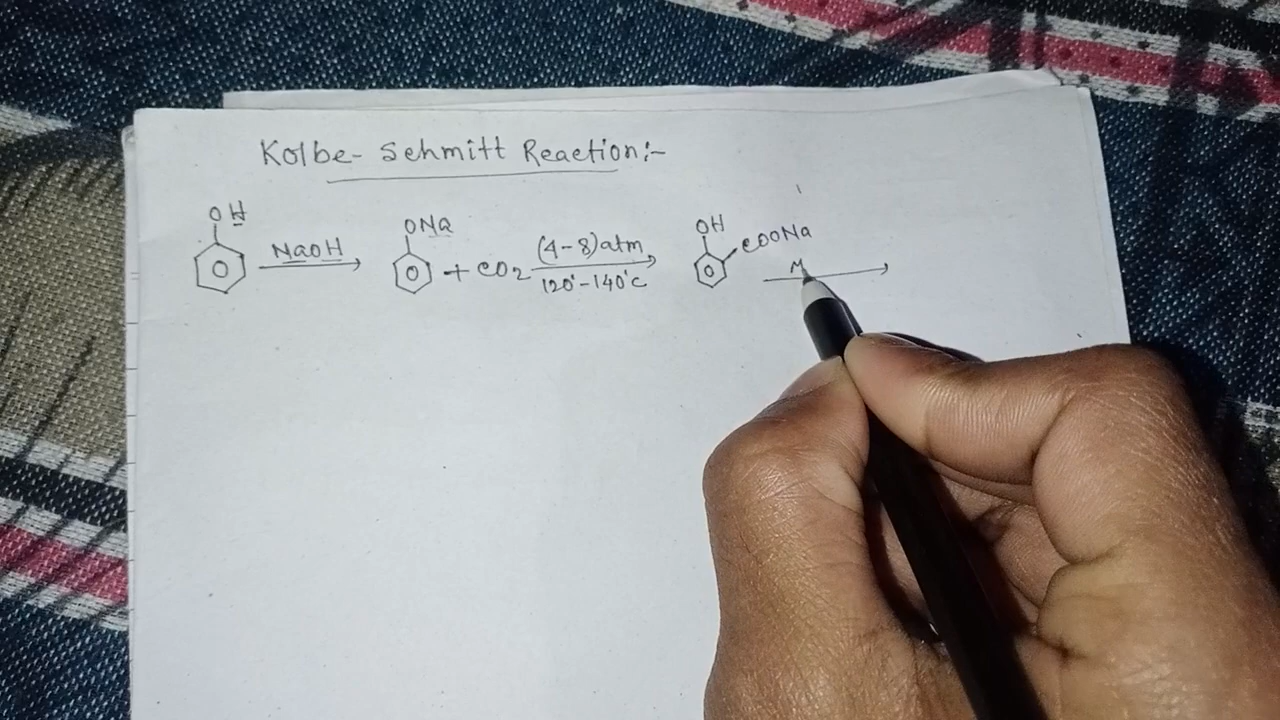 Kolbe- Schmitt Reaction:-
OH NaOH ONa + CO2 (4-8)atm 120°-140°C OH COONa